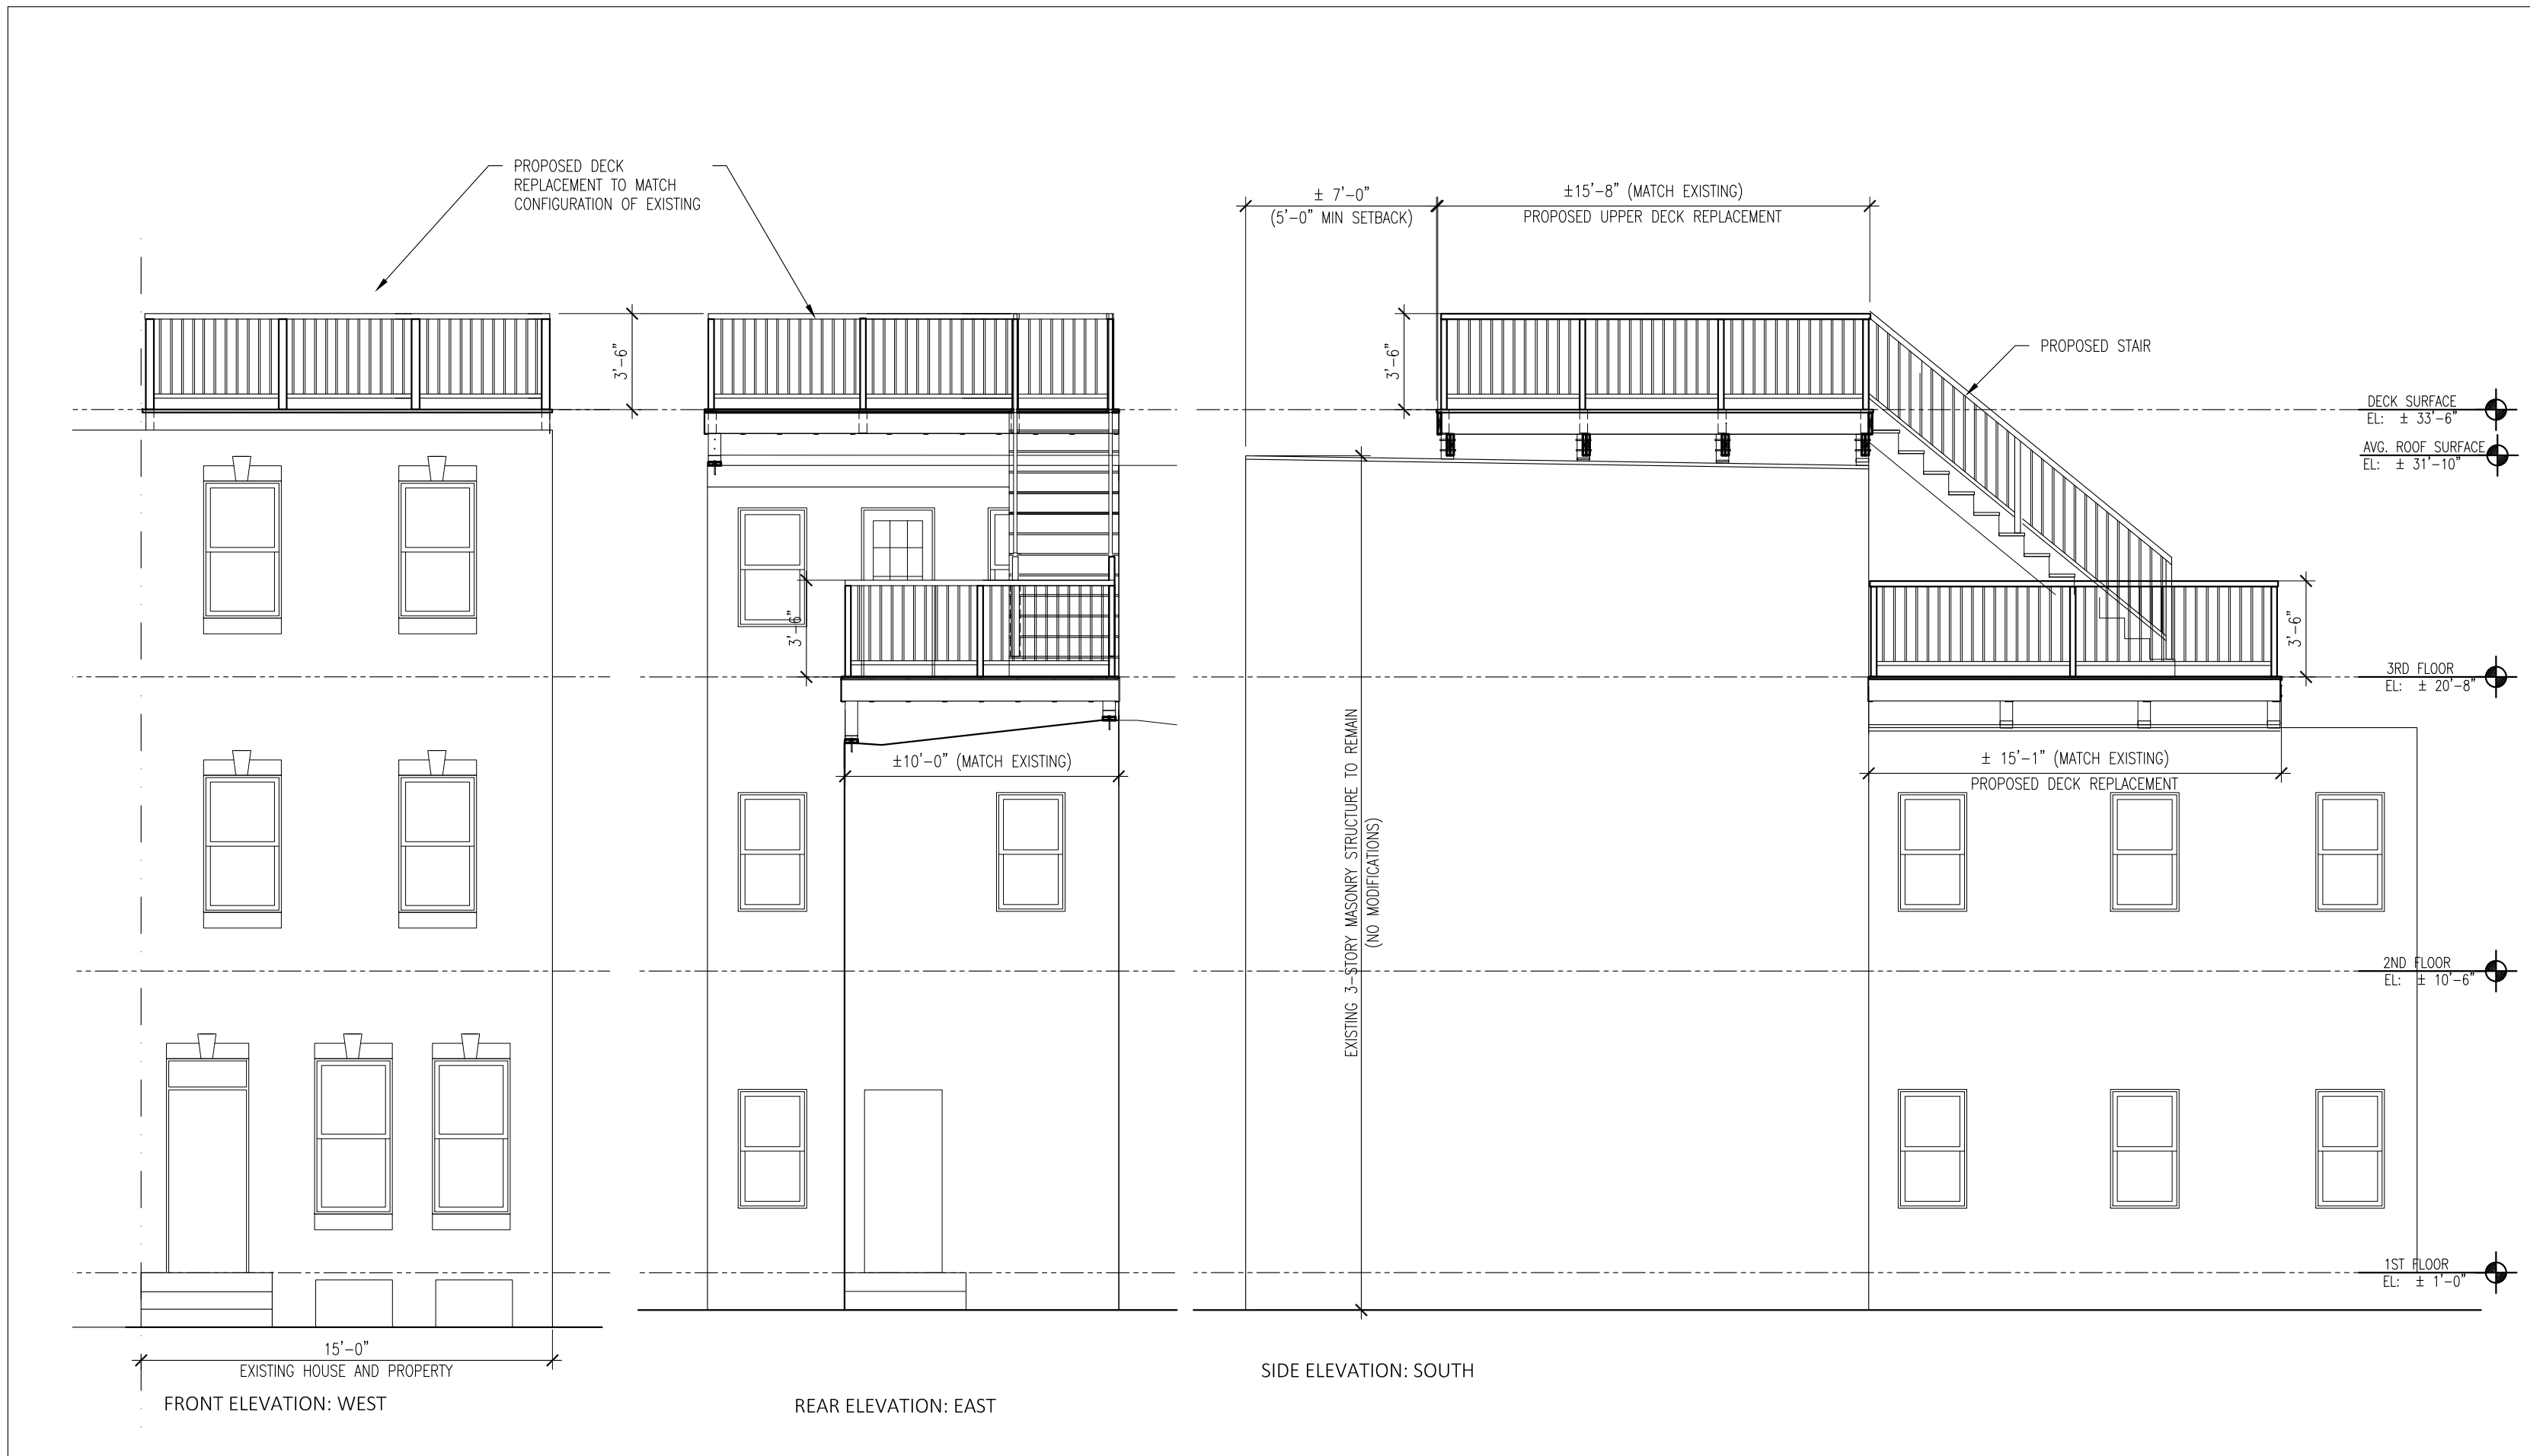 PROPOSED DECK
REPLACEMENT TO MATCH
CONFIGURATION OF EXISTING
± 7'-0"
(5'-0" MIN SETBACK)
±15'-8" (MATCH EXISTING)
PROPOSED UPPER DECK REPLACEMENT
3'-6"
3'-6"
PROPOSED STAIR
DECK SURFACE
EL: ± 33'-6"
AVG. ROOF SURFACE
EL: ± 31'-10"
3'-6"
3'-6"
3RD FLOOR
EL: ± 20'-8"
±10'-0" (MATCH EXISTING)
EXISTING 3-STORY MASONRY STRUCTURE TO REMAIN
(NO MODIFICATIONS)
± 15'-1" (MATCH EXISTING)
PROPOSED DECK REPLACEMENT
2ND FLOOR
EL: ± 10'-6"
1ST FLOOR
EL: ± 1'-0"
15'-0"
EXISTING HOUSE AND PROPERTY
FRONT ELEVATION: WEST
REAR ELEVATION: EAST
SIDE ELEVATION: SOUTH